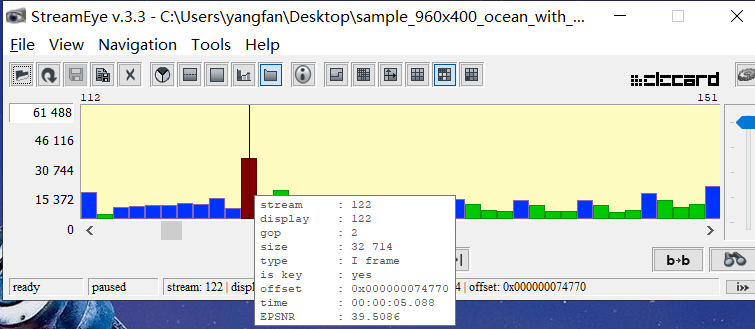 StreamEye v.3.3 - C:\Users\yangfan\Desktop\sample_960x400_ocean_with_...
File View Navigation Tools Help
elecard
112 151
61 488
46 116
30 744
15 372
0
stream : 122
display : 122
gop : 2
size : 32 714
type : I frame
is key : yes
offset : 0x000000074770
time : 00:00:05.088
EPSNR : 39.5086
b→b
ready paused stream: 122 | displ 4 | offset: 0x000000074770 i»